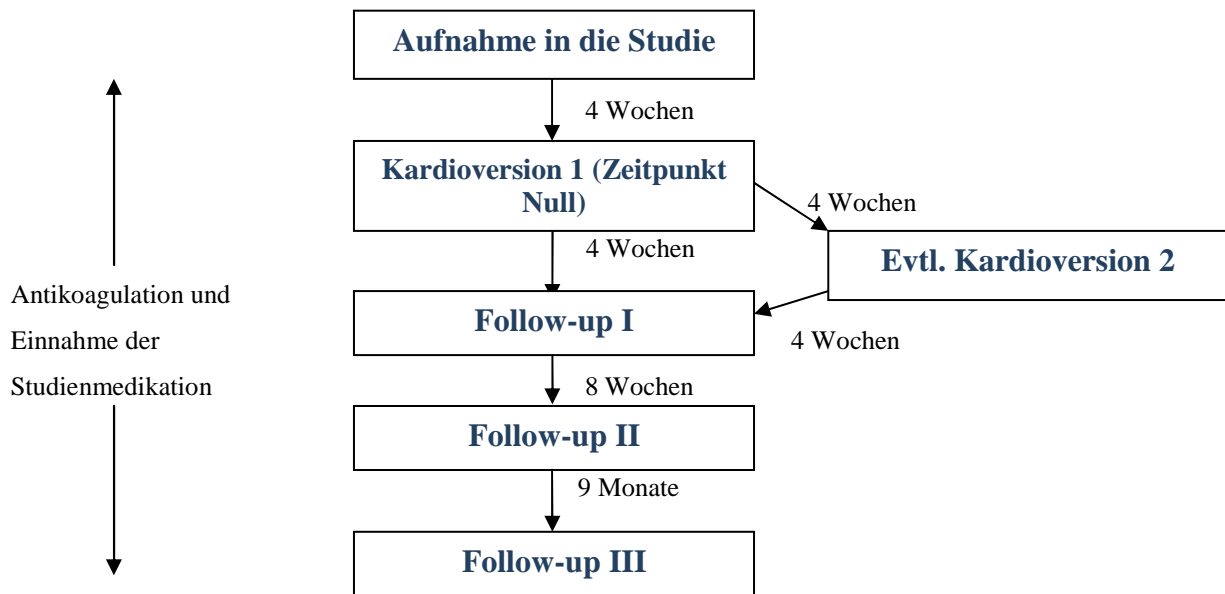 Aufnahme in die Studie
4 Wochen
Kardioversion 1 (Zeitpunkt
Null)
4 Wochen
4 Wochen
Evtl. Kardioversion 2
Antikoagulation und
Einnahme der
Studienmedikation
Follow-up I
4 Wochen
8 Wochen
Follow-up II
9 Monate
Follow-up III